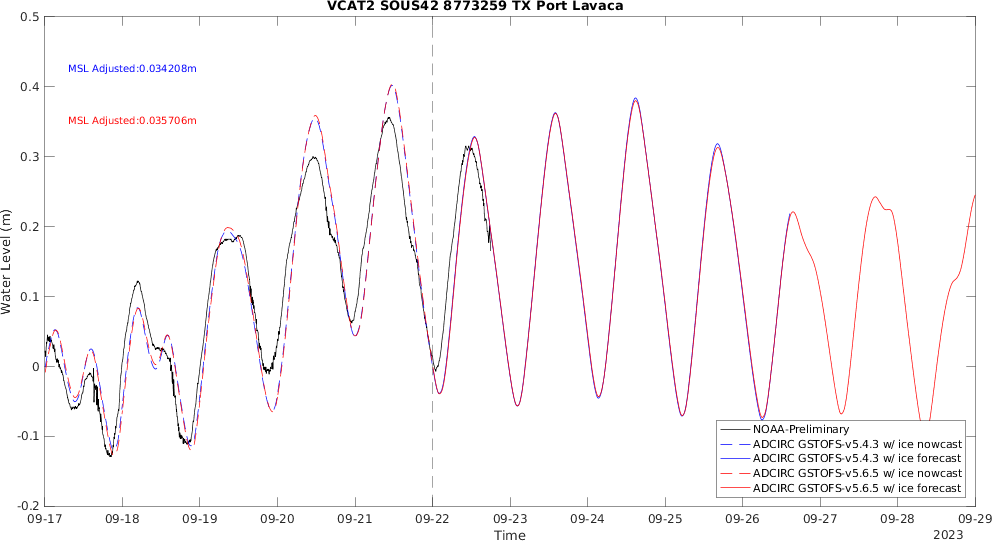 VCAT2 SOUS42 8773259 TX Port Lavaca
0.5
MSL Adjusted:0.034208m
0.4
MSL Adjusted:0.035706m
0.3
0.2
Water Level (m)
0.1
0
-0.1
NOAA-Preliminary
ADCIRC GSTOFS-v5.4.3 w/ ice nowcast
ADCIRC GSTOFS-v5.4.3 w/ ice forecast
ADCIRC GSTOFS-v5.6.5 w/ ice nowcast
ADCIRC GSTOFS-v5.6.5 w/ ice forecast
-0.2
09-17 09-18 09-19 09-20 09-21 09-22 09-23 09-24 09-25 09-26 09-27 09-28 09-29
Time
2023